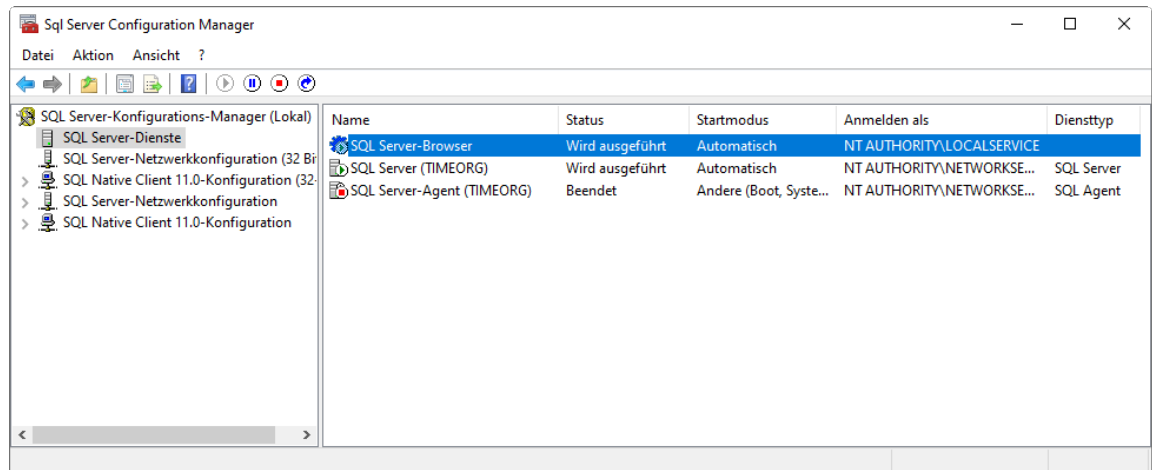 Sql Server Configuration Manager
Datei Aktion Ansicht ?
SQL Server-Konfigurations-Manager (Lokal)
SQL Server-Dienste
SQL Server-Netzwerkkonfiguration (32 Bi
SQL Native Client 11.0-Konfiguration (32-
SQL Server-Netzwerkkonfiguration
SQL Native Client 11.0-Konfiguration
Name Status Startmodus Anmelden als Diensttyp
SQL Server-Browser Wird ausgeführt Automatisch NT AUTHORITY\LOCALSERVICE
SQL Server (TIMEORG) Wird ausgeführt Automatisch NT AUTHORITY\NETWORKSE... SQL Server
SQL Server-Agent (TIMEORG) Beendet Andere (Boot, Syste... NT AUTHORITY\NETWORKSE... SQL Agent